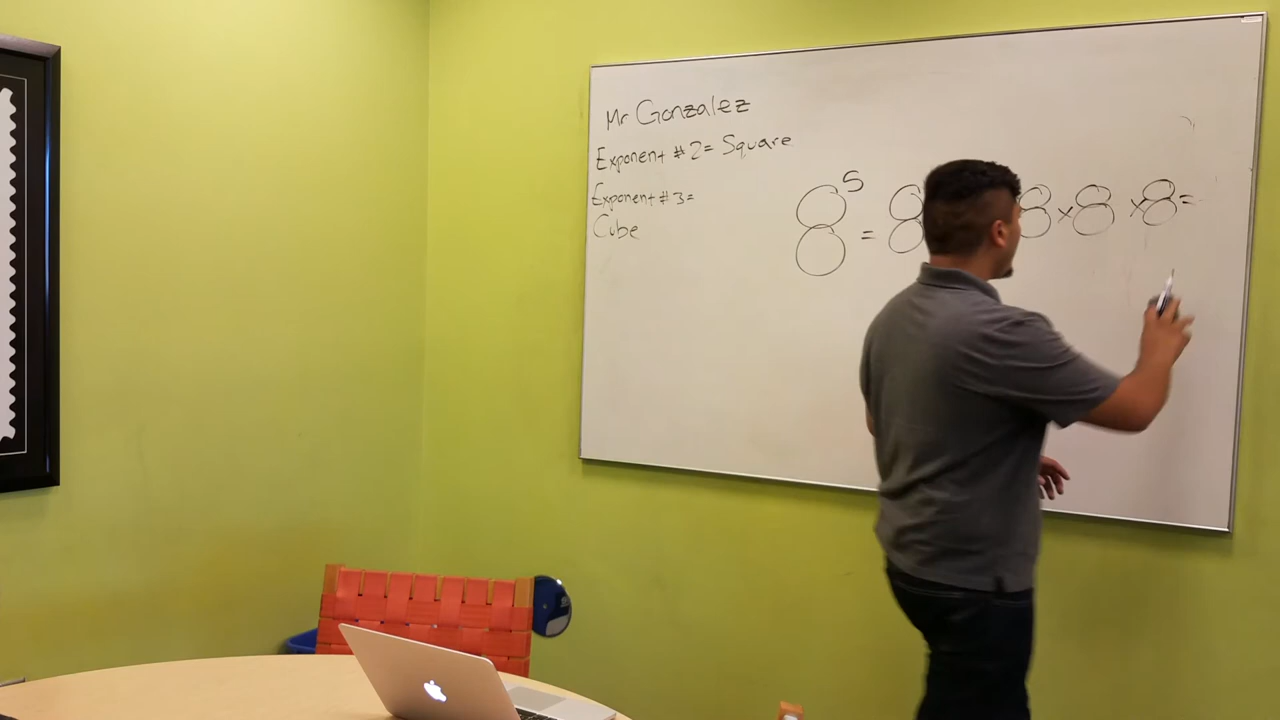 Mr Gonzalez
Exponent #2= Square
Exponent #3=
Cube
8⁵ = 8 8 x 8 x 8 =